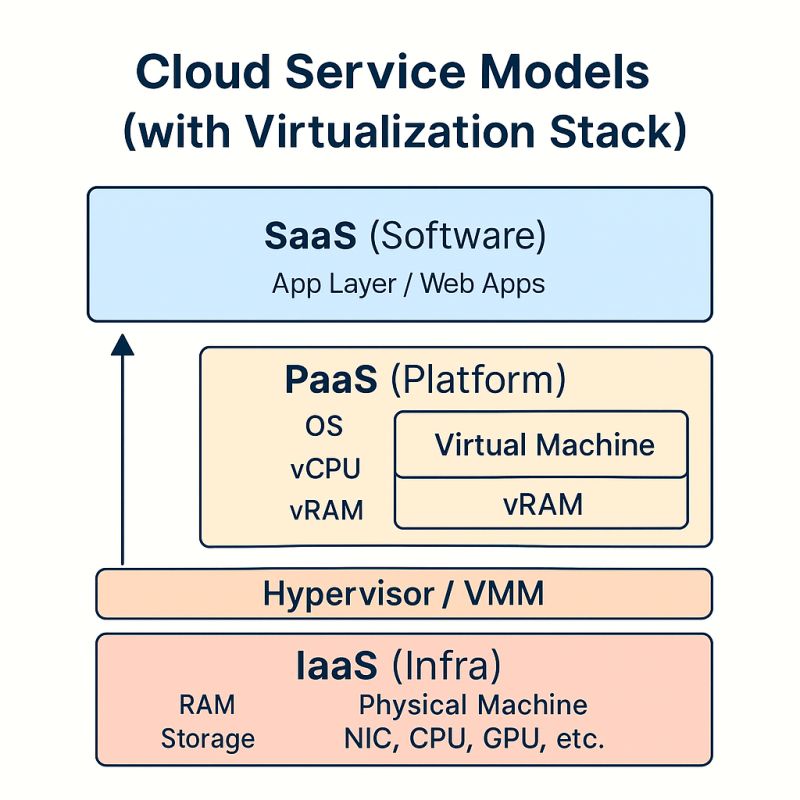 Cloud Service Models
(with Virtualization Stack)
SaaS (Software)
App Layer / Web Apps
PaaS (Platform)
OS
vCPU
vRAM
Virtual Machine
vRAM
Hypervisor / VMM
IaaS (Infra)
RAM
Storage
Physical Machine
NIC, CPU, GPU, etc.